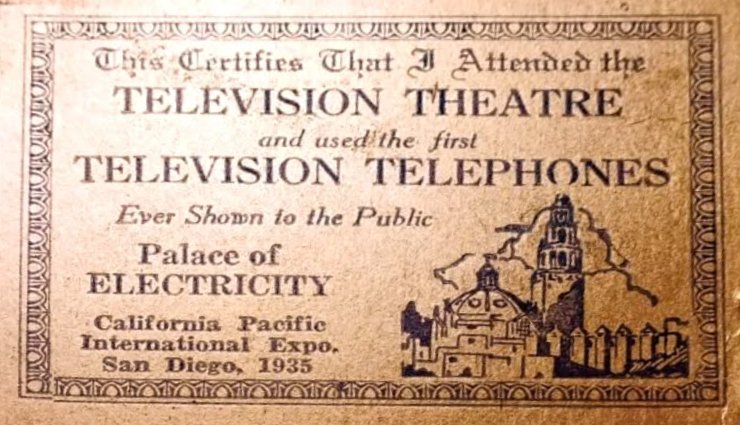 This Certifies That I Attended the
TELEVISION THEATRE
and used the first
TELEVISION TELEPHONES
Ever Shown to the Public
Palace of
ELECTRICITY
California Pacific
International Expo.
San Diego, 1935